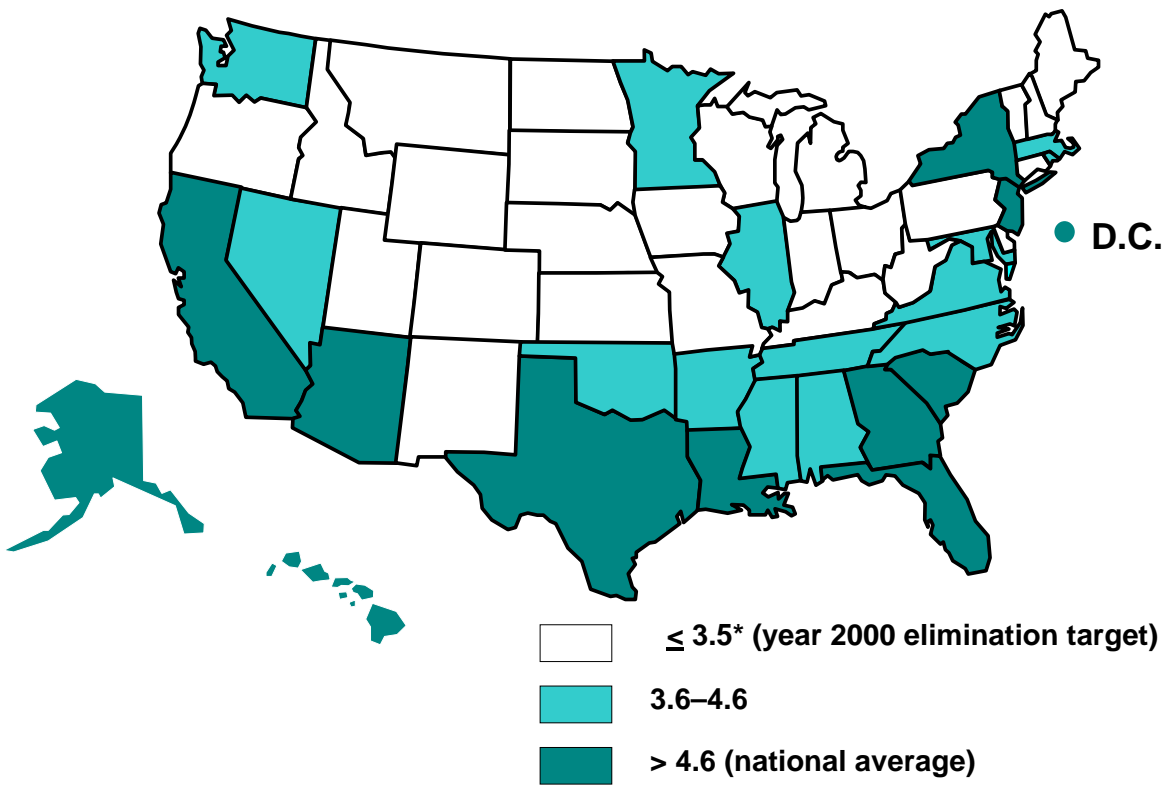 D.C.
≤ 3.5* (year 2000 elimination target)
3.6–4.6
> 4.6 (national average)